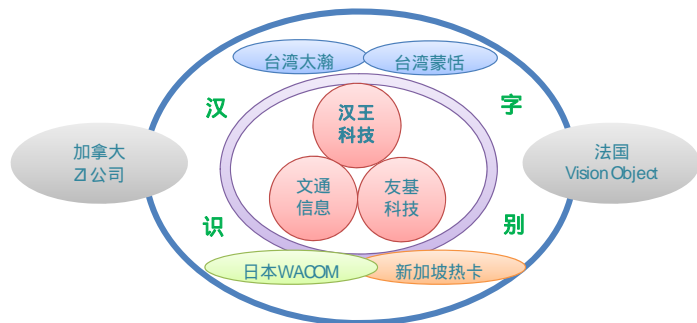 台湾太瀚
台湾蒙恬
汉
字
汉王
科技
加拿大
ZI公司
法国
Vision Object
文通
信息
友基
科技
识
别
日本WACOM
新加坡热卡